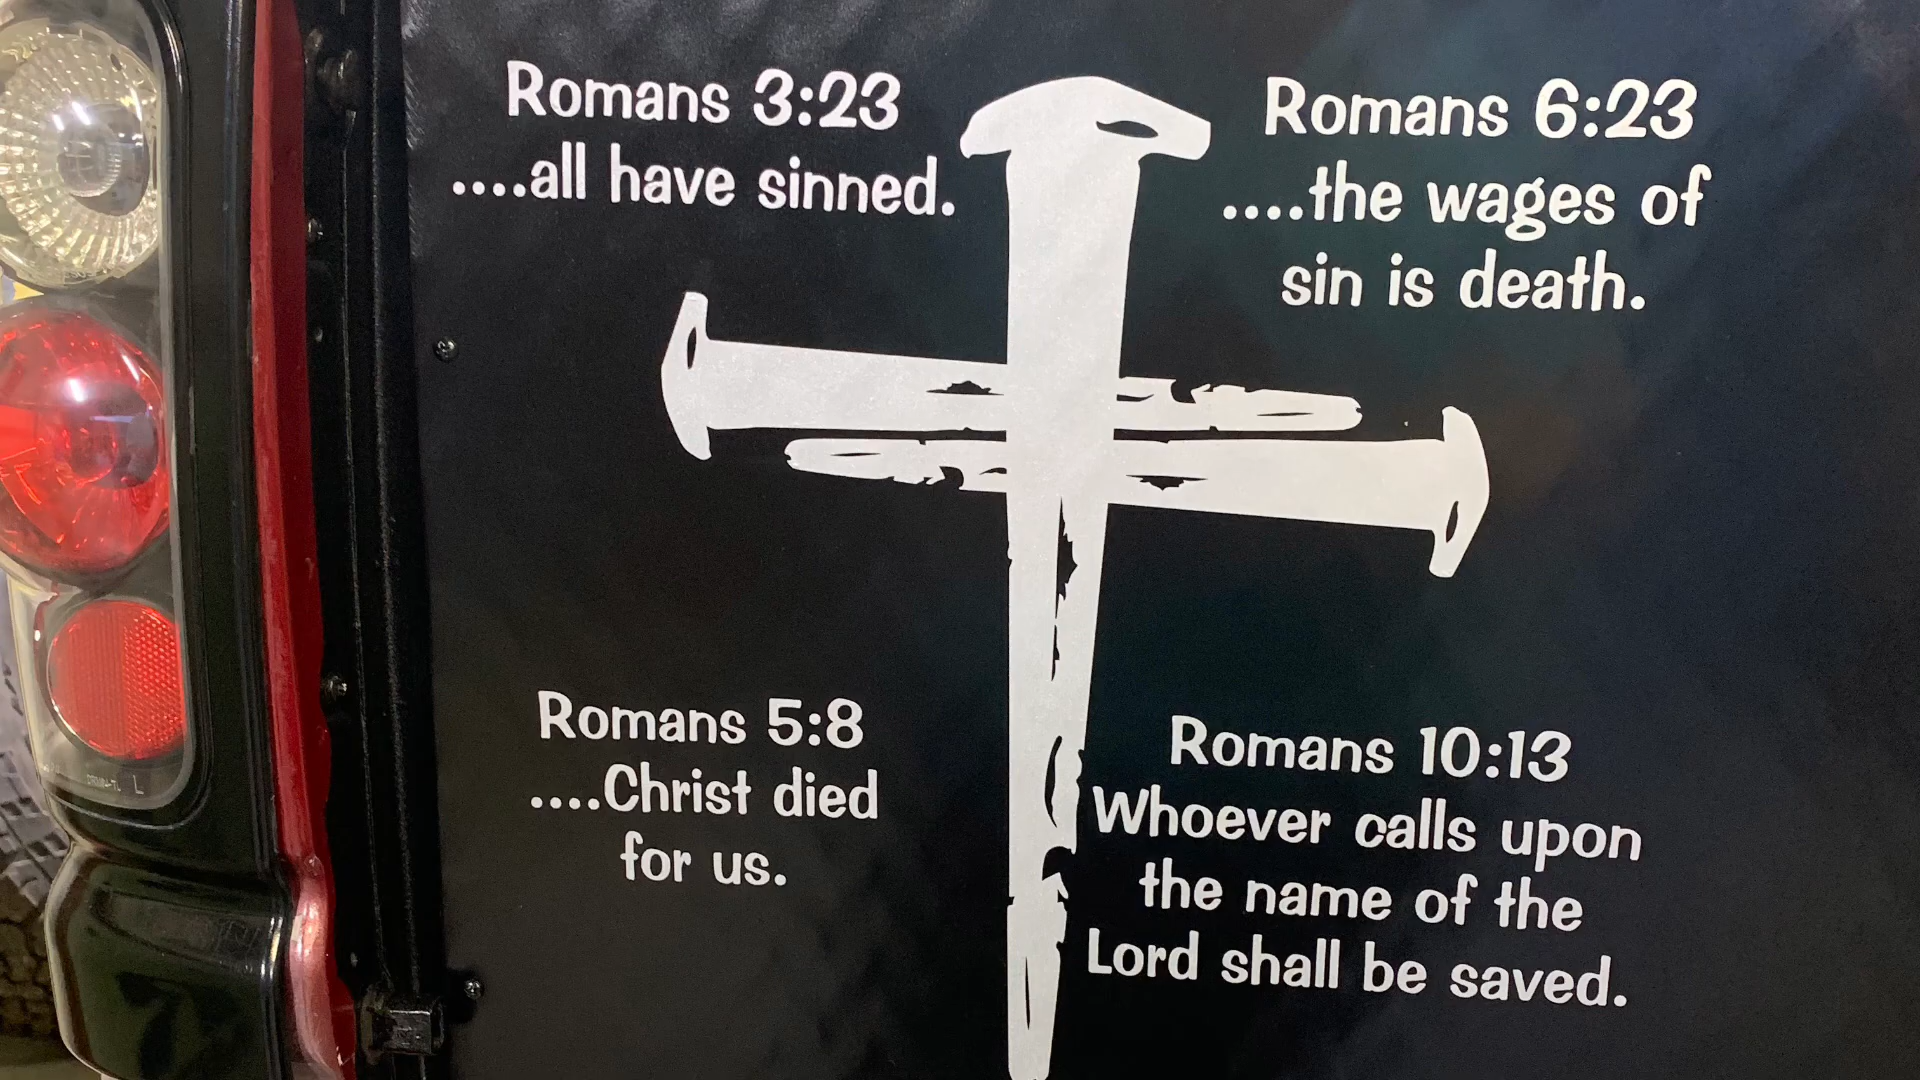 Romans 3:23
....all have sinned.
Romans 6:23
....the wages of
sin is death.
Romans 5:8
....Christ died
for us.
Romans 10:13
Whoever calls upon
the name of the
Lord shall be saved.